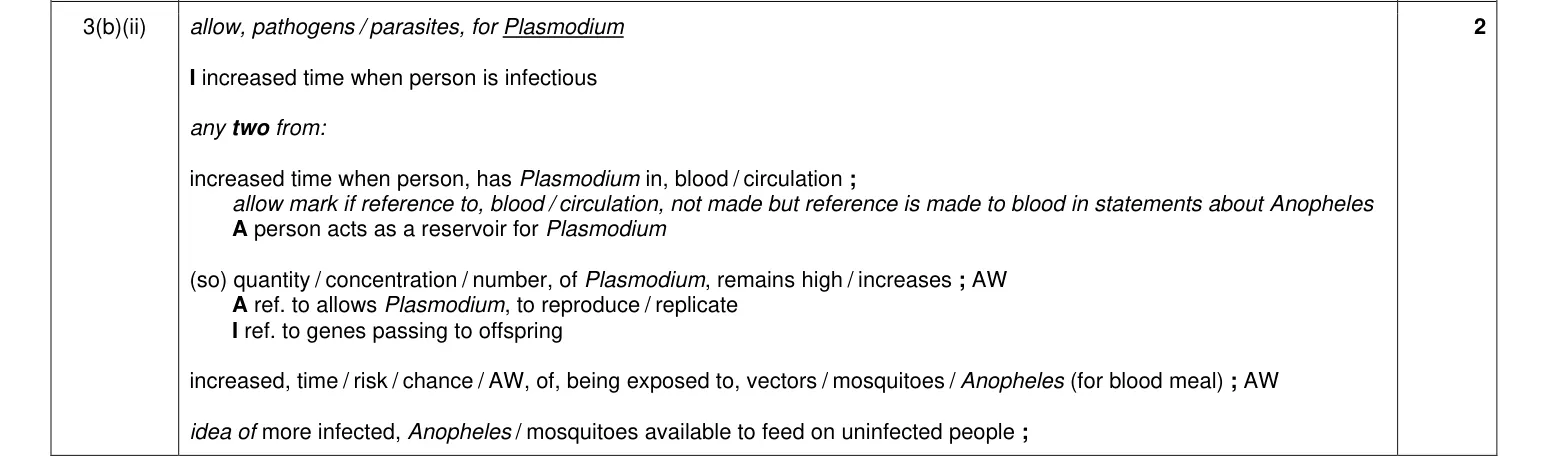 3(b)(ii) allow, pathogens / parasites, for Plasmodium 2
I increased time when person is infectious
any two from:
increased time when person, has Plasmodium in, blood / circulation ;
allow mark if reference to, blood / circulation, not made but reference is made to blood in statements about Anopheles
A person acts as a reservoir for Plasmodium
(so) quantity / concentration / number, of Plasmodium, remains high / increases ; AW
A ref. to allows Plasmodium, to reproduce / replicate
I ref. to genes passing to offspring
increased, time / risk / chance / AW, of, being exposed to, vectors / mosquitoes / Anopheles (for blood meal) ; AW
idea of more infected, Anopheles / mosquitoes available to feed on uninfected people ;